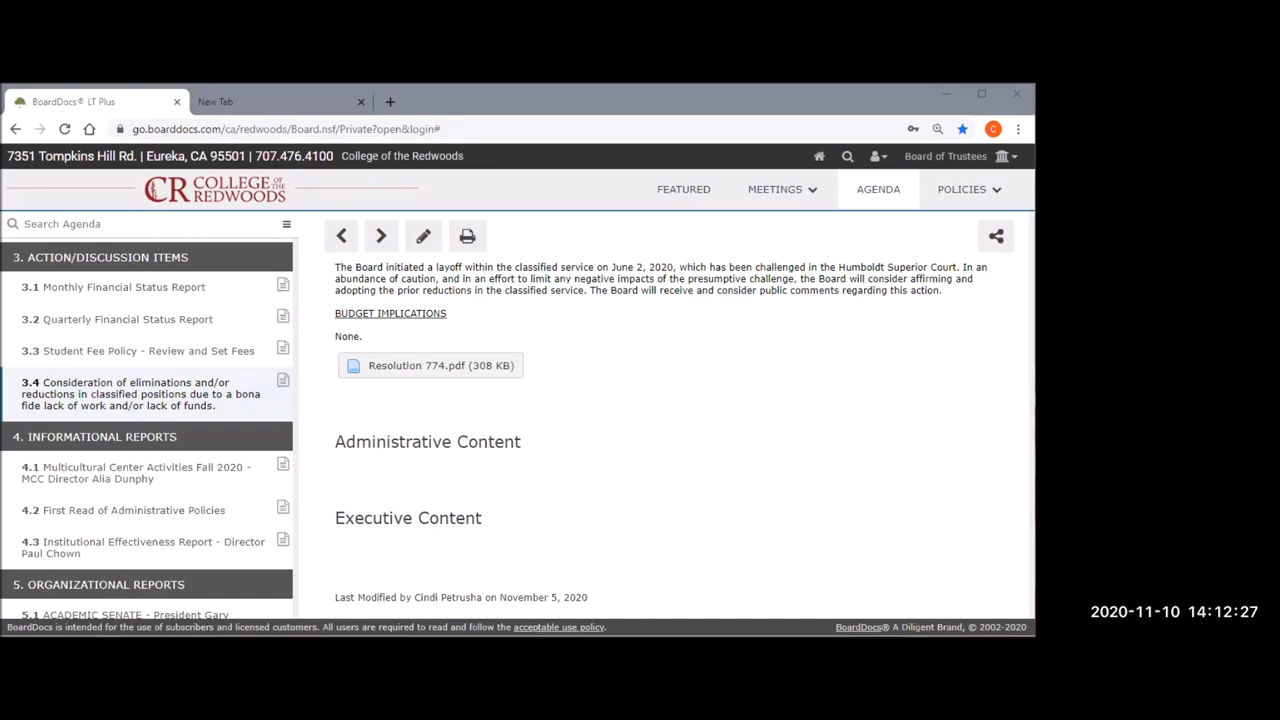 BoardDocs® LT Plus
New Tab
go.boarddocs.com/ca/redwoods/Board.nsf/Private?open&login#
C
7351 Tompkins Hill Rd. | Eureka, CA 95501 | 707.476.4100 College of the Redwoods
Board of Trustees
CR COLLEGE OF THE REDWOODS
FEATURED MEETINGS AGENDA POLICIES
Search Agenda
3. ACTION/DISCUSSION ITEMS
3.1 Monthly Financial Status Report
3.2 Quarterly Financial Status Report
3.3 Student Fee Policy - Review and Set Fees
3.4 Consideration of eliminations and/or
reductions in classified positions due to a bona
fide lack of work and/or lack of funds.
4. INFORMATIONAL REPORTS
4.1 Multicultural Center Activities Fall 2020 -
MCC Director Alia Dunphy
4.2 First Read of Administrative Policies
4.3 Institutional Effectiveness Report - Director
Paul Chown
5. ORGANIZATIONAL REPORTS
5.1 ACADEMIC SENATE - President Gary
The Board initiated a layoff within the classified service on June 2, 2020, which has been challenged in the Humboldt Superior Court. In an
abundance of caution, and in an effort to limit any negative impacts of the presumptive challenge, the Board will consider affirming and
adopting the prior reductions in the classified service. The Board will receive and consider public comments regarding this action.
BUDGET IMPLICATIONS
None.
Resolution 774.pdf (308 KB)
Administrative Content
Executive Content
Last Modified by Cindi Petrusha on November 5, 2020
BoardDocs is intended for the use of subscribers and licensed customers. All users are required to read and follow the acceptable use policy.
BoardDocs® A Diligent Brand, © 2002-2020
2020-11-10 14:12:27